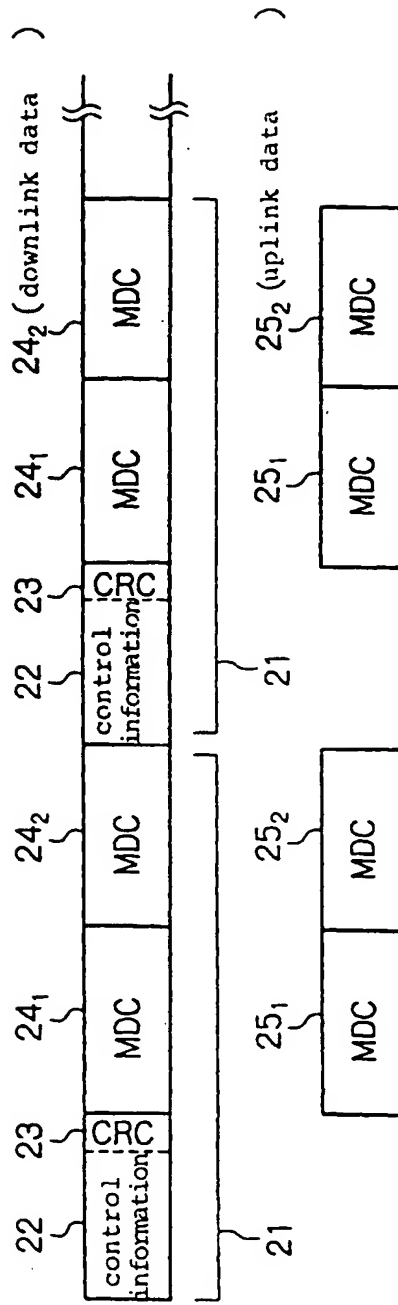 22 23 24₁ 24₂ 22 23 24₁ 24₂ (downlink data )
control information CRC MDC MDC control information CRC MDC MDC
21 21
25₁ 25₂ 25₁ 25₂ (uplink data )
MDC MDC MDC MDC